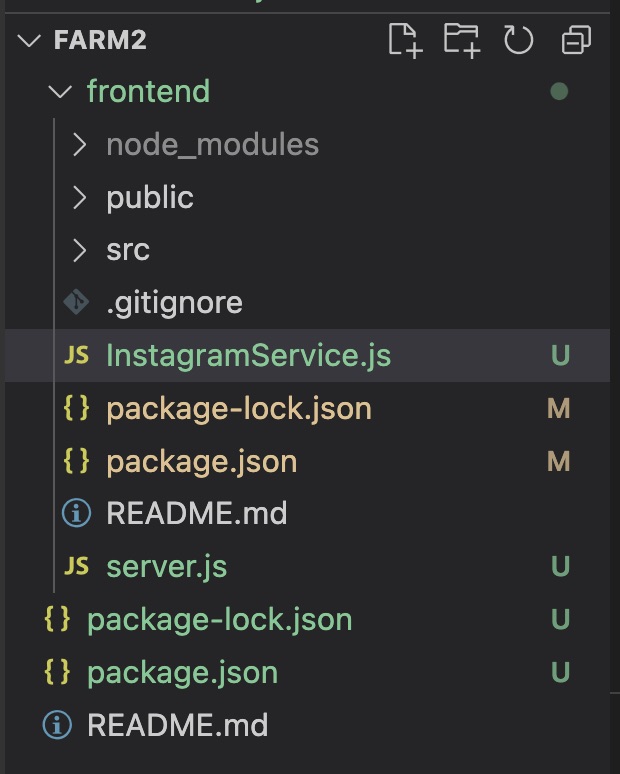 FARM2
frontend
node_modules
public
src
.gitignore
JS InstagramService.js U
{ } package-lock.json M
{ } package.json M
README.md
JS server.js U
{ } package-lock.json U
{ } package.json U
README.md